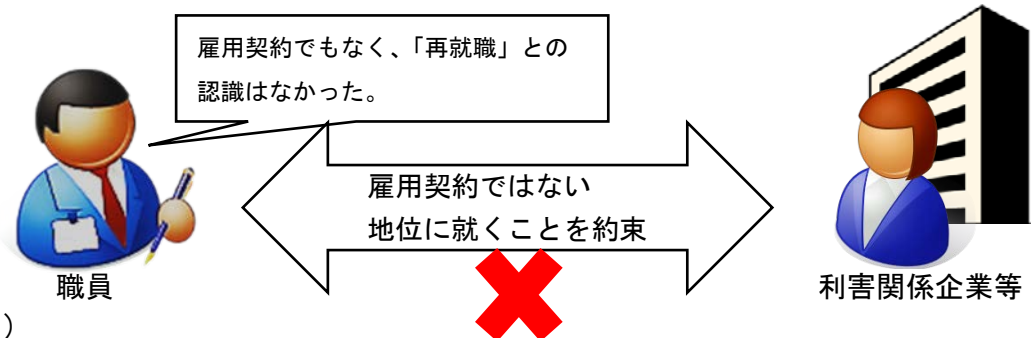 雇用契約でもなく、「再就職」との
認識はなかった。
雇用契約ではない
地位に就くことを約束
職員
利害関係企業等
）